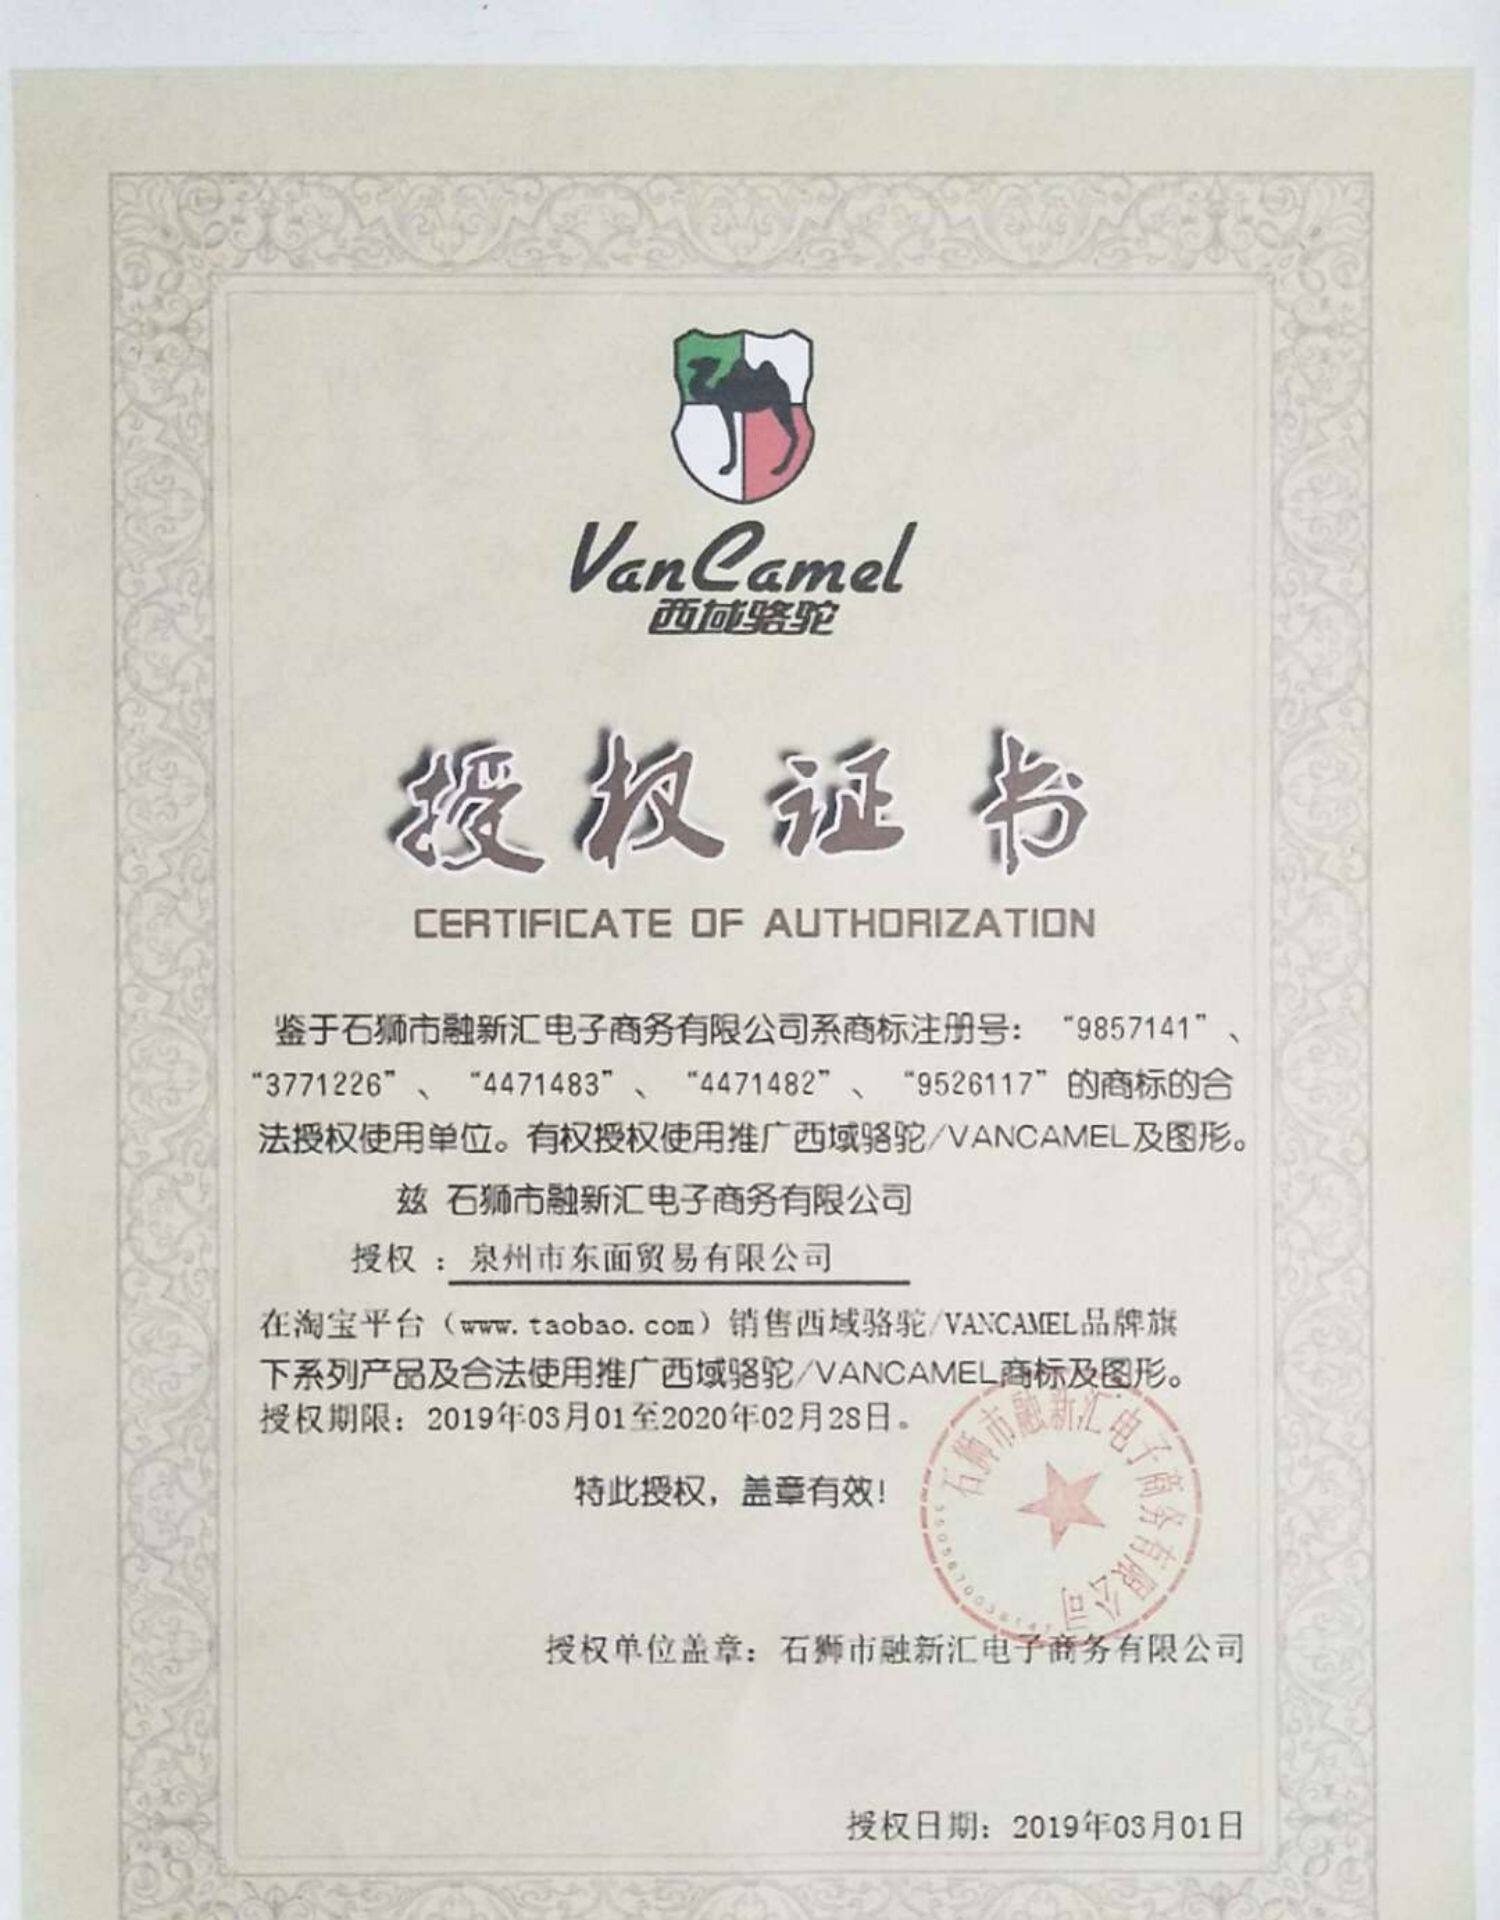 VanCamel
西域骆驼
授权证书
CERTIFICATE OF AUTHORIZATION
鉴于石狮市融新汇电子商务有限公司系商标注册号：“9857141”、
“3771226”、“4471483”、“4471482”、“9526117”的商标的合
法授权使用单位。有权授权使用推广西域骆驼/VANCAMEL及图形。
兹 石狮市融新汇电子商务有限公司
授权：泉州市东面贸易有限公司
在淘宝平台（www.taobao.com）销售西域骆驼/VANCAMEL品牌旗
下系列产品及合法使用推广西域骆驼/VANCAMEL商标及图形。
授权期限：2019年03月01至2020年02月28日。
特此授权，盖章有效！
石狮市融新汇电子商务有限公司
授权单位盖章：石狮市融新汇电子商务有限公司
授权日期：2019年03月01日